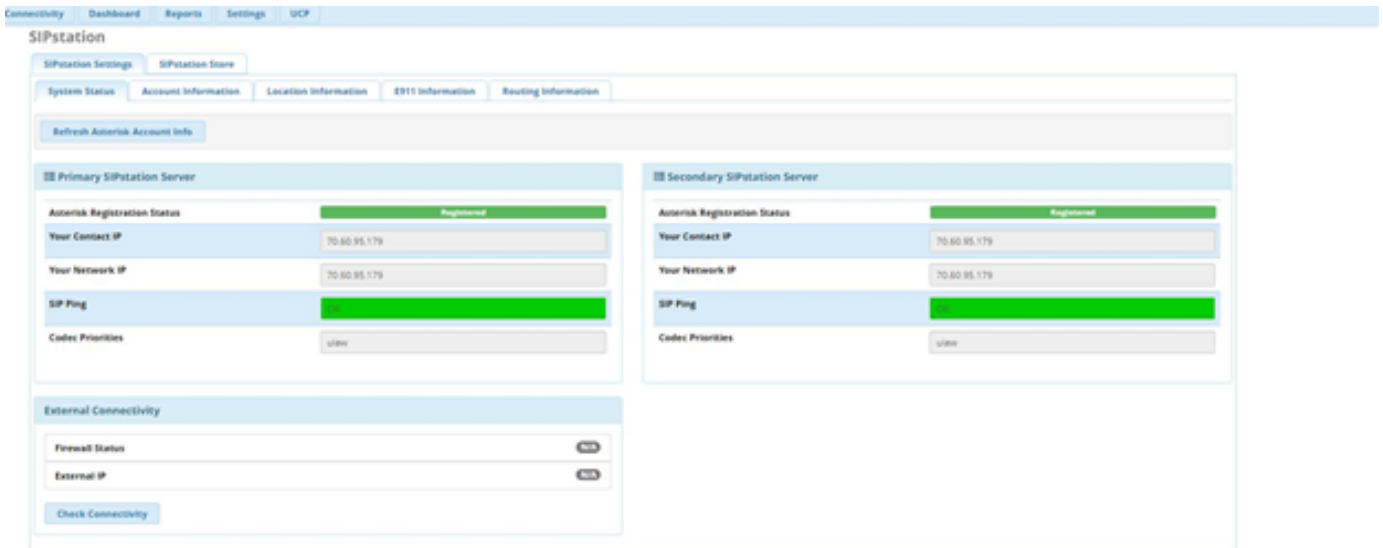 Connectivity Dashboard Reports Settings UCP
SIPstation
SIPstation Settings SIPstation Store
System Status Account Information Location Information E911 Information Routing Information
Refresh Asterisk Account Info
Primary SIPstation Server
Asterisk Registration Status Registered
Your Contact IP 70.60.95.179
Your Network IP 70.60.95.179
SIP Ping OK
Codec Priorities ulaw
Secondary SIPstation Server
Asterisk Registration Status Registered
Your Contact IP 70.60.95.179
Your Network IP 70.60.95.179
SIP Ping OK
Codec Priorities ulaw
External Connectivity
Firewall Status N/A
External IP N/A
Check Connectivity